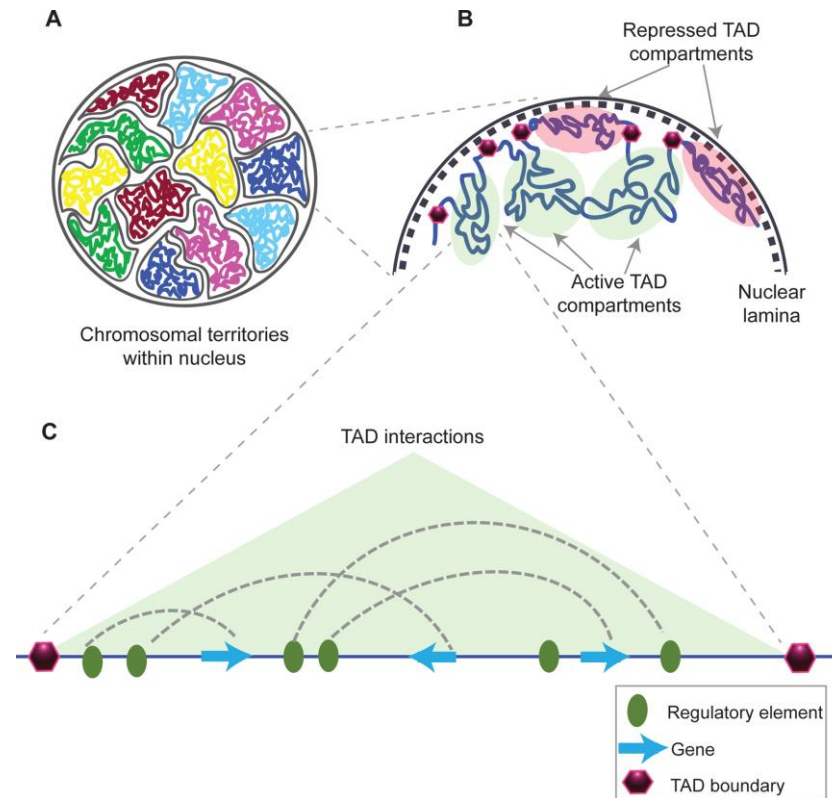 A
Chromosomal territories
within nucleus
B
Repressed TAD
compartments
Active TAD
compartments
Nuclear
lamina
C
TAD interactions
Regulatory element
Gene
TAD boundary